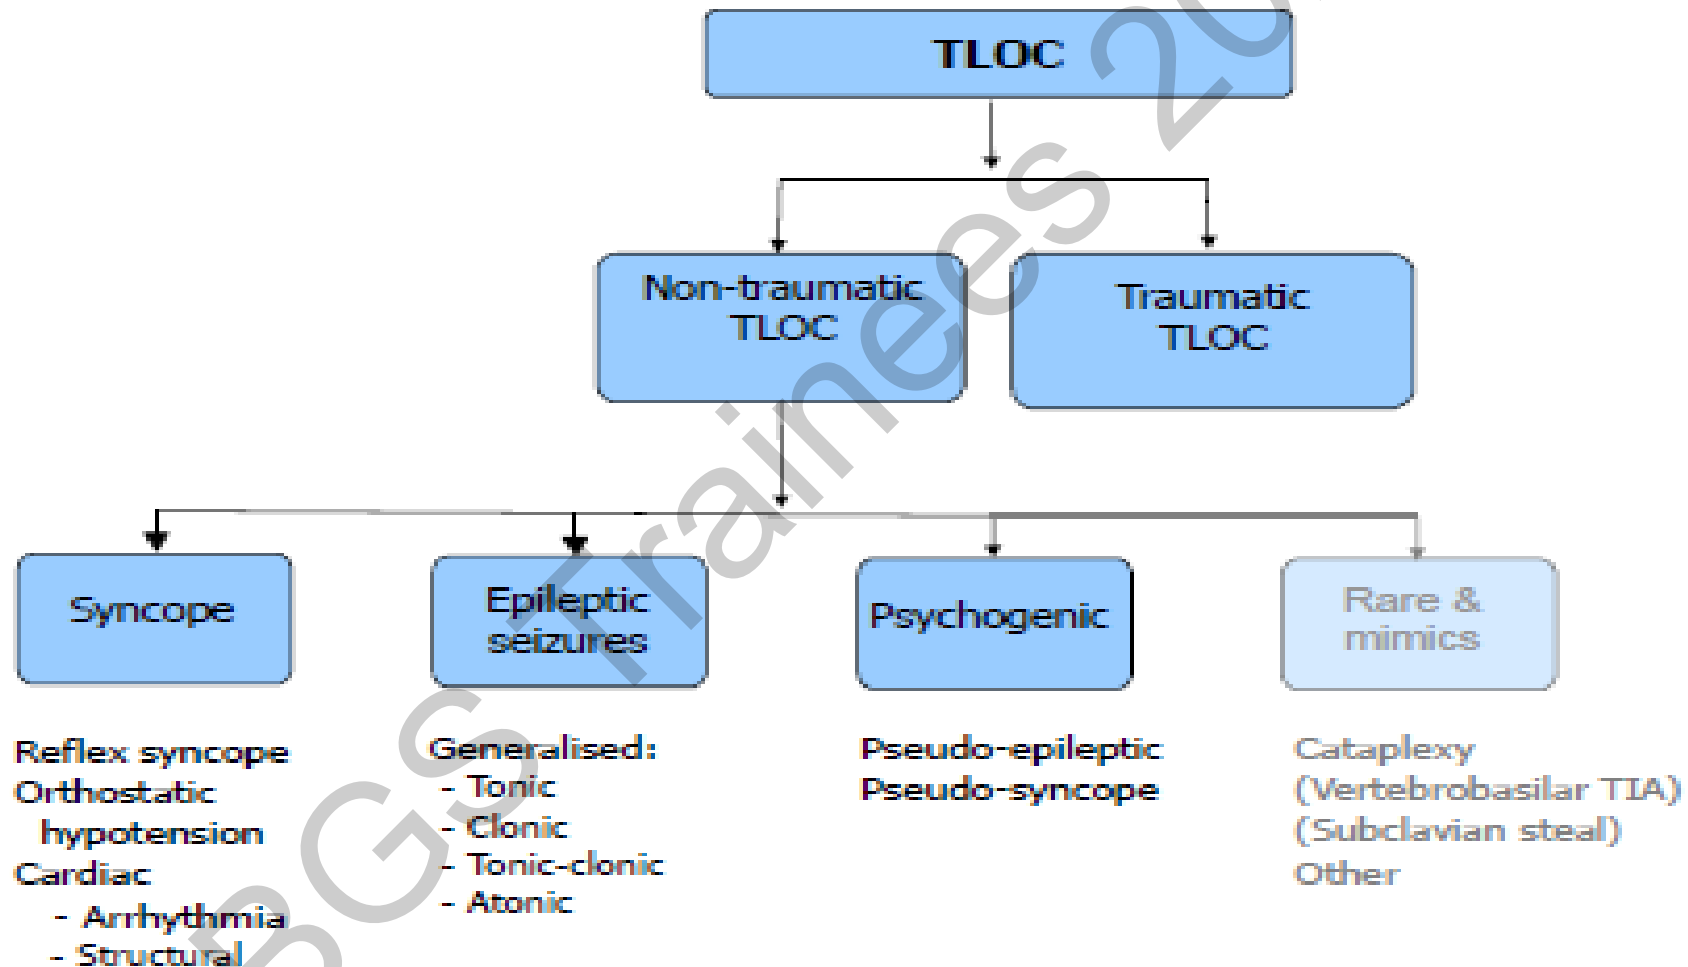 TLOC
Non-traumatic
TLOC
Traumatic
TLOC
Syncope
Epileptic
seizures
Psychogenic
Rare &
mimics
Reflex syncope
Orthostatic
hypotension
Cardiac
- Arrhythmia
- Structural
Generalised:
- Tonic
- Clonic
- Tonic-clonic
- Atonic
Pseudo-epileptic
Pseudo-syncope
Cataplexy
(Vertebrobasilar TIA)
(Subclavian steal)
Other
BGS Trainees